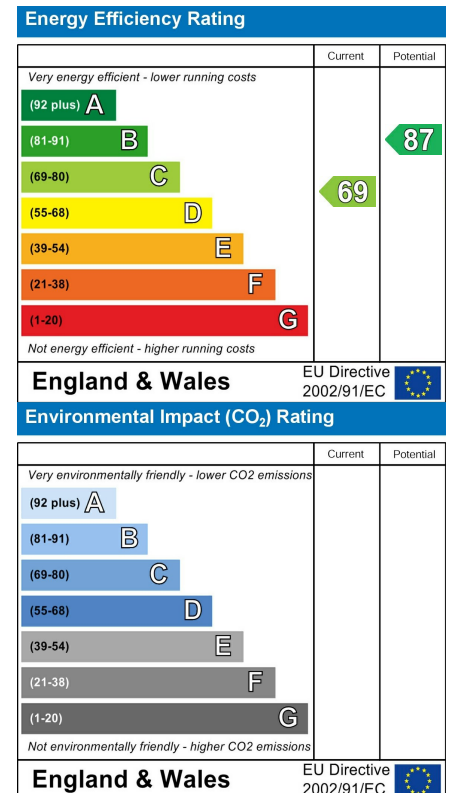 Energy Efficiency Rating
Current Potential
Very energy efficient - lower running costs
(92 plus) A
(81-91) B
87
(69-80) C
69
(55-68) D
(39-54) E
(21-38) F
(1-20) G
Not energy efficient - higher running costs
England & Wales
EU Directive
2002/91/EC
Environmental Impact (CO₂) Rating
Current Potential
Very environmentally friendly - lower CO2 emissions
(92 plus) A
(81-91) B
(69-80) C
(55-68) D
(39-54) E
(21-38) F
(1-20) G
Not environmentally friendly - higher CO2 emissions
England & Wales
EU Directive
2002/91/EC